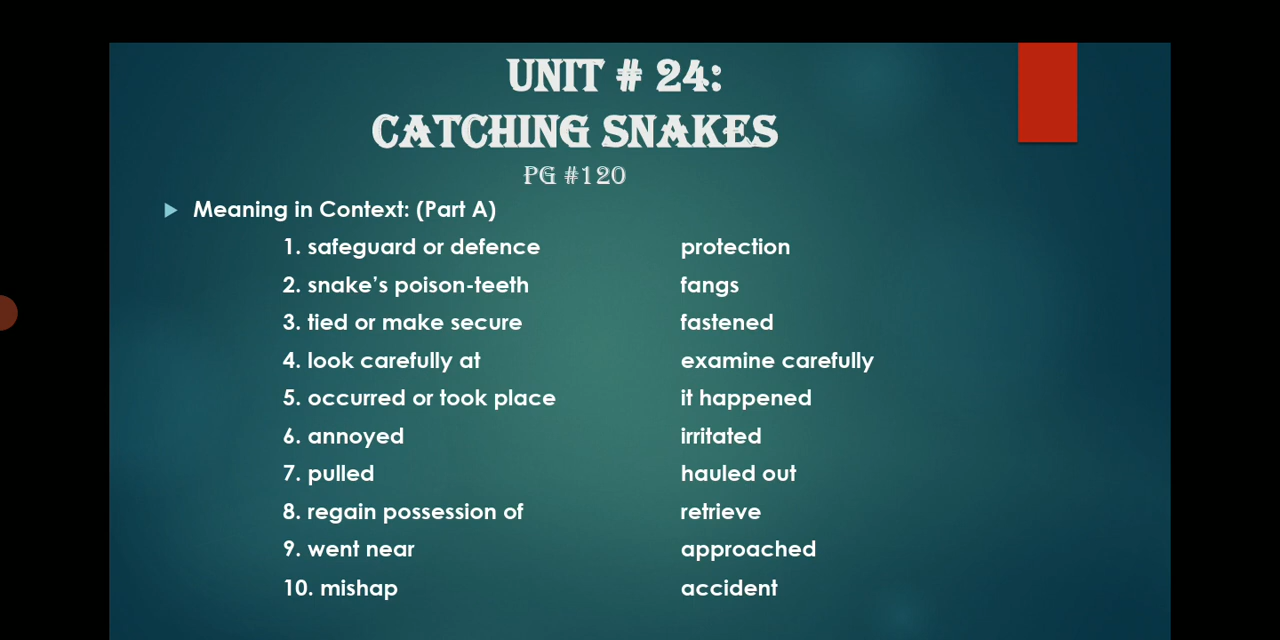 UNIT # 24:
CATCHING SNAKES
PG #120
Meaning in Context: (Part A)
1. safeguard or defence protection
2. snake’s poison-teeth fangs
3. tied or make secure fastened
4. look carefully at examine carefully
5. occurred or took place it happened
6. annoyed irritated
7. pulled hauled out
8. regain possession of retrieve
9. went near approached
10. mishap accident